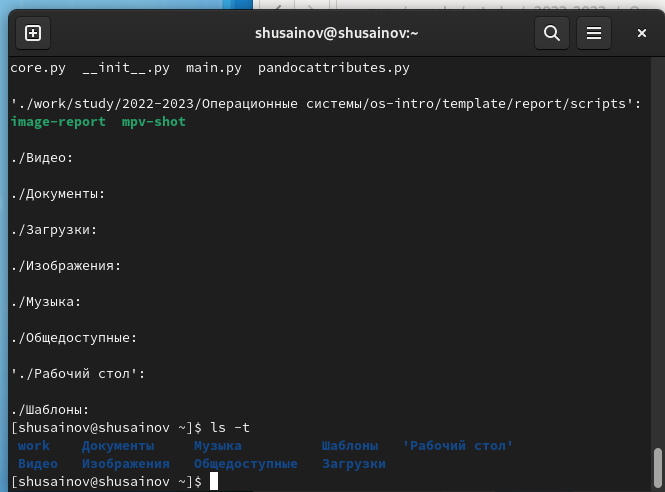 shusainov@shusainov:~
core.py  __init__.py  main.py  pandocattributes.py
'./work/study/2022-2023/Операционные системы/os-intro/template/report/scripts':
image-report  mpv-shot
./Видео:
./Документы:
./Загрузки:
./Изображения:
./Музыка:
./Общедоступные:
'./Рабочий стол':
./Шаблоны:
[shusainov@shusainov ~]$ ls -t
work    Документы     Музыка          Шаблоны   'Рабочий стол'
Видео   Изображения   Общедоступные   Загрузки
[shusainov@shusainov ~]$